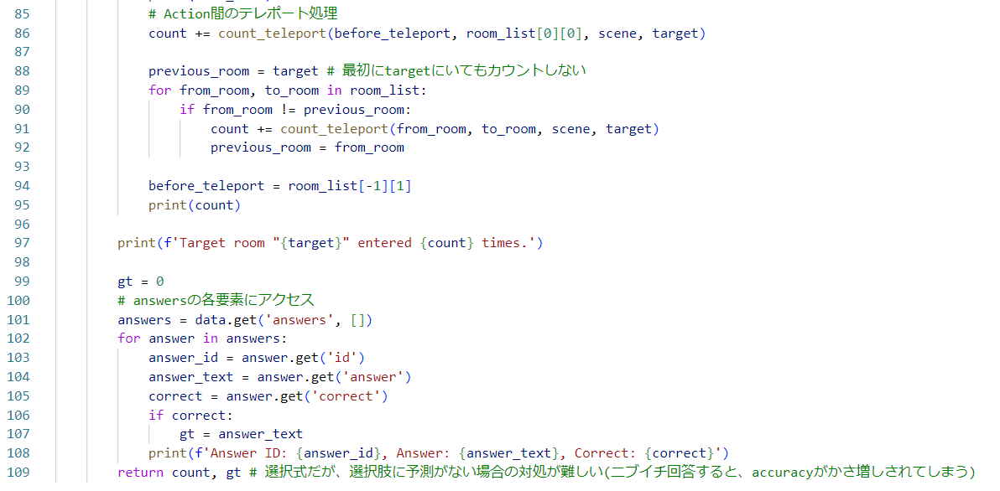 85 # Action間のテレポート処理
86 count += count_teleport(before_teleport, room_list[0][0], scene, target)
87
88 previous_room = target # 最初にtargetにいてもカウントしない
89 for from_room, to_room in room_list:
90 if from_room != previous_room:
91 count += count_teleport(from_room, to_room, scene, target)
92 previous_room = from_room
93
94 before_teleport = room_list[-1][1]
95 print(count)
96
97 print(f'Target room "{target}" entered {count} times.')
98
99 gt = 0
100 # answersの各要素にアクセス
101 answers = data.get('answers', [])
102 for answer in answers:
103 answer_id = answer.get('id')
104 answer_text = answer.get('answer')
105 correct = answer.get('correct')
106 if correct:
107 gt = answer_text
108 print(f'Answer ID: {answer_id}, Answer: {answer_text}, Correct: {correct}')
109 return count, gt # 選択式だが、選択肢に予測がない場合の対処が難しい(ニブイチ回答すると、accuracyがかさ増しされてしまう)